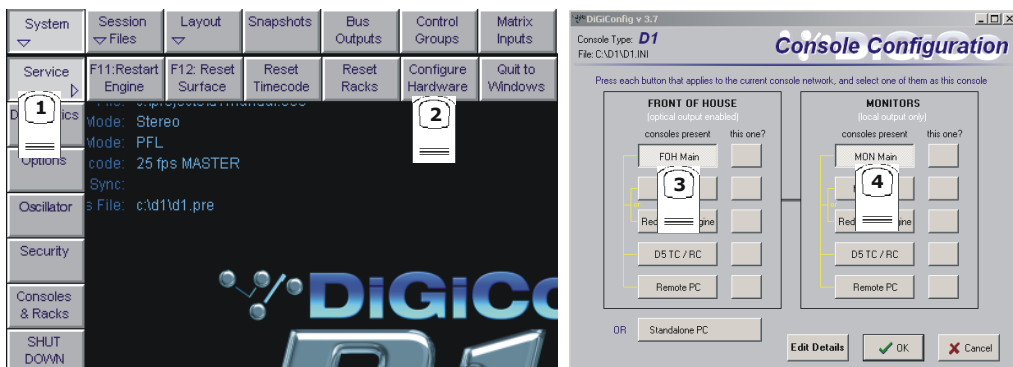 System
Session
Files
Layout
Snapshots
Bus
Outputs
Control
Groups
Matrix
Inputs
Service
F11:Restart
Engine
F12: Reset
Surface
Reset
Timecode
Reset
Racks
Configure
Hardware
Quit to
Windows
1
2
Options
Oscillator
Security
Consoles
& Racks
SHUT
DOWN
Mode: Stereo
Mode: PFL
code: 25 fps MASTER
Sync:
s File: c:\d1\d1.pre
DiGiCo
D1
DiGiConfig v 3.7
Console Type: D1
File: C:\D1\D1.INI
Console Configuration
Press each button that applies to the current console network, and select one of them as this console
FRONT OF HOUSE
(optical output enabled)
consoles present this one?
FOH Main
3
D5 TC / RC
Remote PC
MONITORS
(local output only)
consoles present this one?
MON Main
4
D5 TC / RC
Remote PC
OR Standalone PC
Edit Details
OK
Cancel